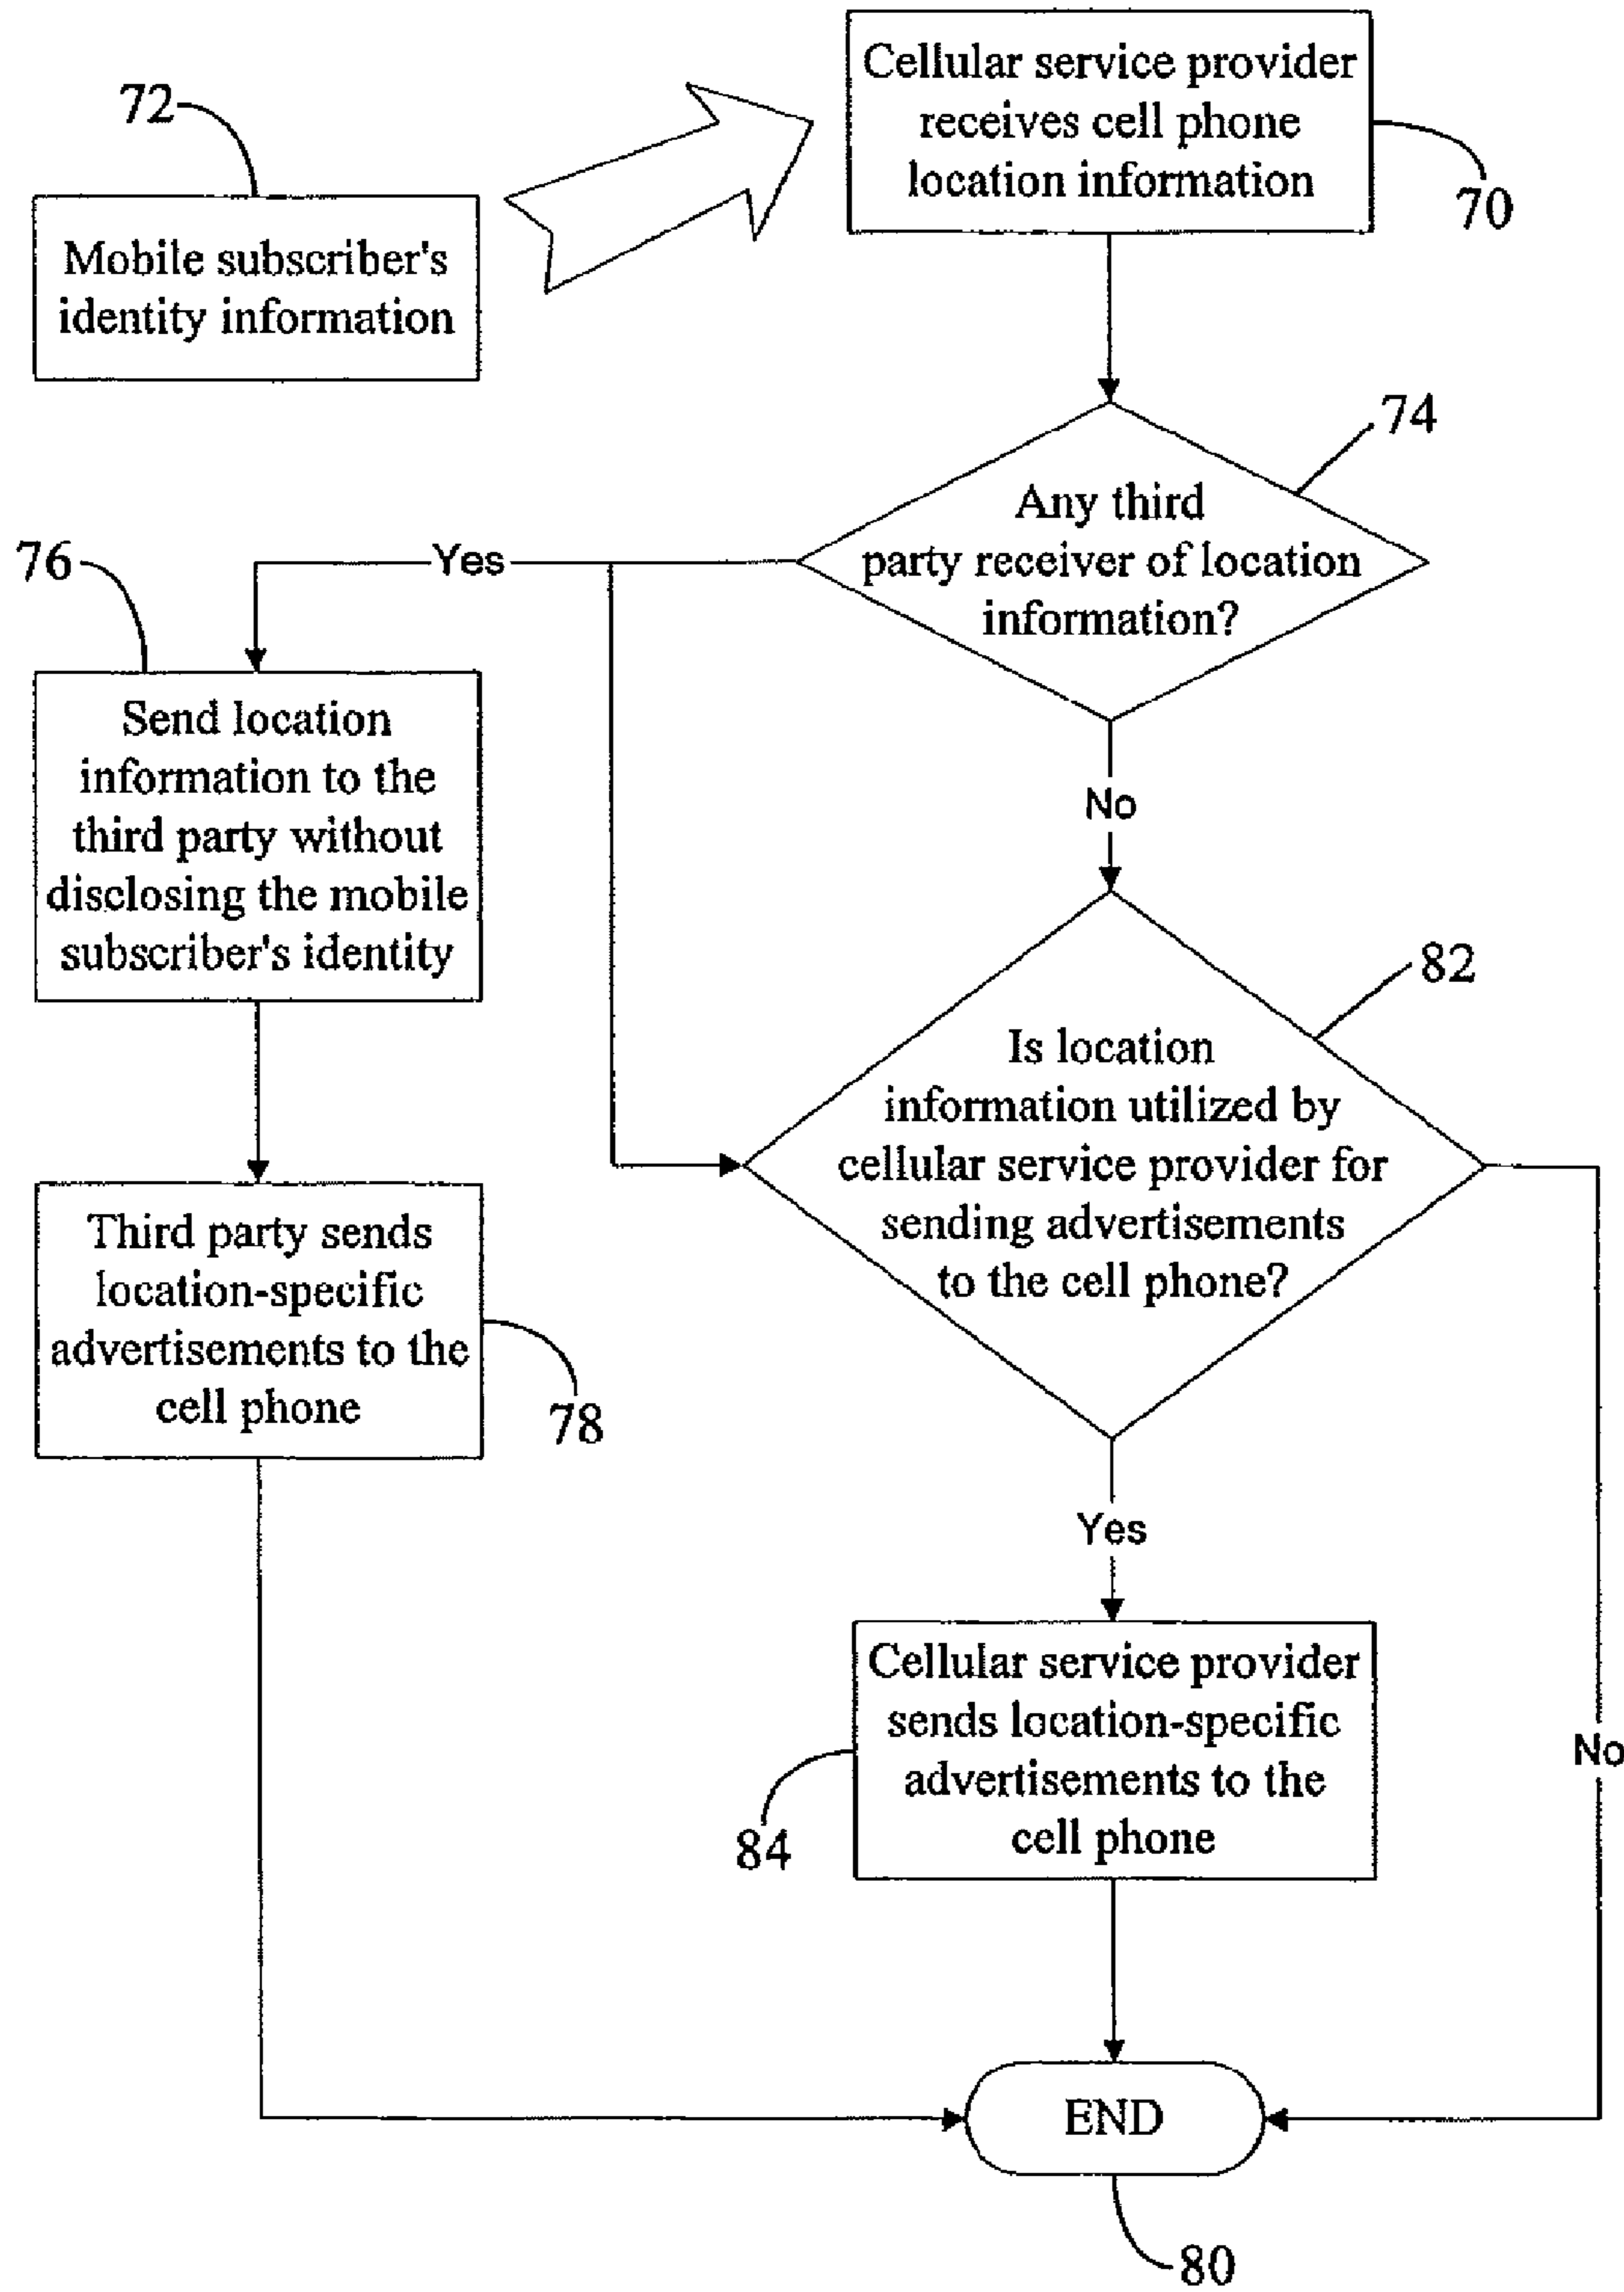 Cellular service provider
receives cell phone
location information
70
72
Mobile subscriber's
identity information
74
Any third
party receiver of location
information?
Yes
76
Send location
information to the
third party without
disclosing the mobile
subscriber's identity
No
82
Is location
information utilized by
cellular service provider for
sending advertisements
to the cell phone?
Third party sends
location-specific
advertisements to the
cell phone
78
Yes
Cellular service provider
sends location-specific
advertisements to the
cell phone
84
No
END
80